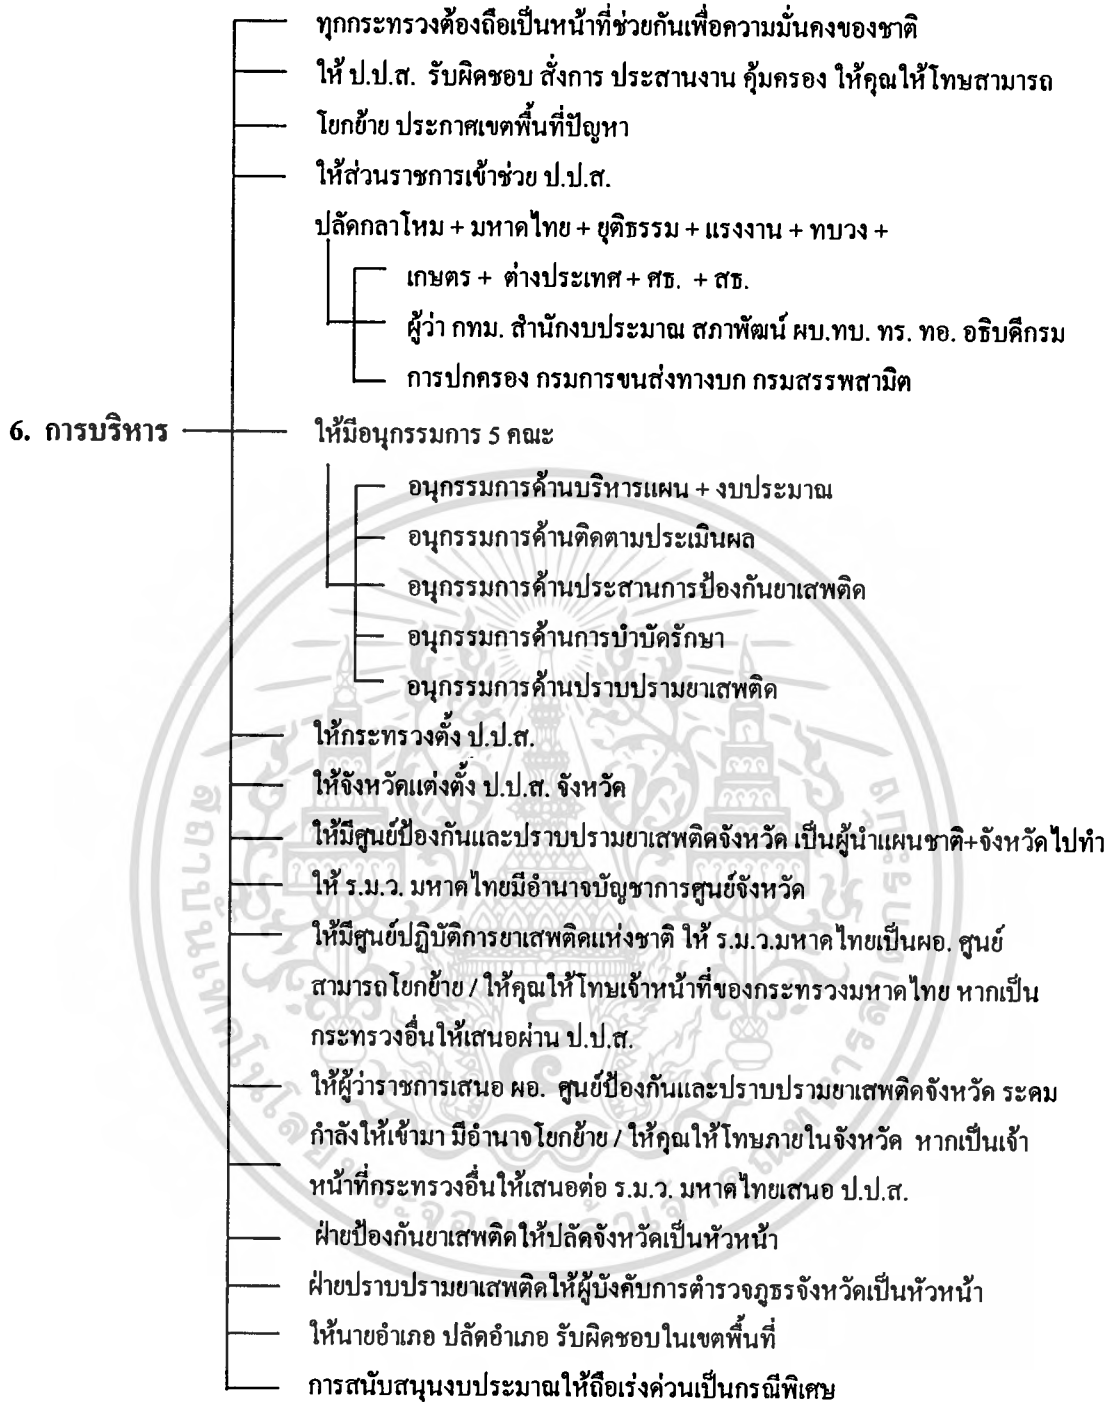 ทุกกระทรวงต้องถือเป็นหน้าที่ช่วยกันเพื่อความมั่นคงของชาติ
ให้ ป.ป.ส. รับผิดชอบ สั่งการ ประสานงาน คุ้มครอง ให้คุณให้โทษสามารถ
โยกย้าย ประกาศเขตพื้นที่ปัญหา
ให้ส่วนราชการเข้าช่วย ป.ป.ส.
ปลัดกลาโหม + มหาดไทย + ยุติธรรม + แรงงาน + ทบวง +
เกษตร + ต่างประเทศ + ศธ. + สธ.
ผู้ว่า กทม. สำนักงบประมาณ สภาพัฒน์ ผบ.ทบ. ทร. ทอ. อธิบดีกรม
การปกครอง กรมการขนส่งทางบก กรมสรรพสามิต
6. การบริหาร
ให้มีอนุกรรมการ 5 คณะ
อนุกรรมการด้านบริหารแผน + งบประมาณ
อนุกรรมการด้านติดตามประเมินผล
อนุกรรมการด้านประสานการป้องกันยาเสพติด
อนุกรรมการด้านการบำบัดรักษา
อนุกรรมการด้านปราบปรามยาเสพติด
ให้กระทรวงตั้ง ป.ป.ส.
ให้จังหวัดแต่งตั้ง ป.ป.ส. จังหวัด
ให้มีศูนย์ป้องกันและปราบปรามยาเสพติดจังหวัด เป็นผู้นำแผนชาติ+จังหวัดไปทำ
ให้ ร.ม.ว. มหาดไทยมีอำนาจบัญชาการศูนย์จังหวัด
ให้มีศูนย์ปฏิบัติการยาเสพติดแห่งชาติ ให้ ร.ม.ว.มหาดไทยเป็นผอ. ศูนย์
สามารถโยกย้าย / ให้คุณให้โทษเจ้าหน้าที่ของกระทรวงมหาดไทย หากเป็น
กระทรวงอื่นให้เสนอผ่าน ป.ป.ส.
ให้ผู้ว่าราชการเสนอ ผอ. ศูนย์ป้องกันและปราบปรามยาเสพติดจังหวัด ระดม
กำลังให้เข้ามา มีอำนาจโยกย้าย / ให้คุณให้โทษภายในจังหวัด หากเป็นเจ้า
หน้าที่กระทรวงอื่นให้เสนอต่อ ร.ม.ว. มหาดไทยเสนอ ป.ป.ส.
ฝ่ายป้องกันยาเสพติดให้ปลัดจังหวัดเป็นหัวหน้า
ฝ่ายปราบปรามยาเสพติดให้ผู้บังคับการตำรวจภูธรจังหวัดเป็นหัวหน้า
ให้นายอำเภอ ปลัดอำเภอ รับผิดชอบในเขตพื้นที่
การสนับสนุนงบประมาณให้ถือเร่งด่วนเป็นกรณีพิเศษ
สถาบันเทคโนโลยีพระจอมเกล้าเจ้าคุณทหารลาดกระบัง